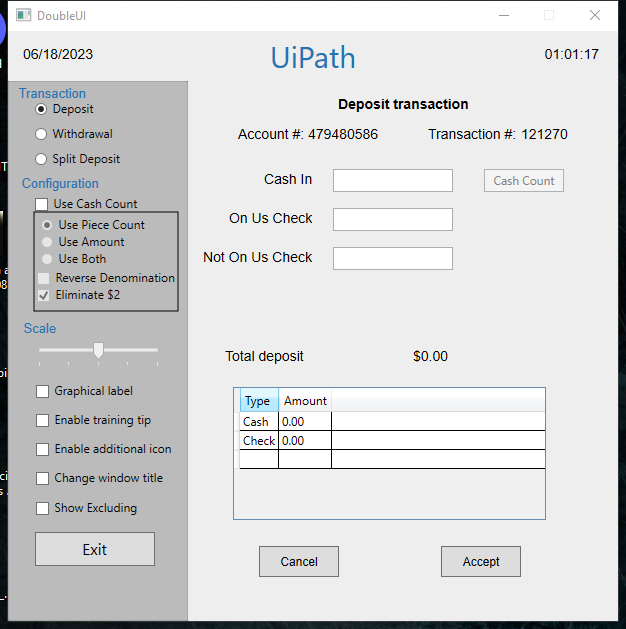 DoubleUI
06/18/2023
UiPath
01:01:17
Transaction
Deposit
Withdrawal
Split Deposit
Configuration
Use Cash Count
Use Piece Count
Use Amount
Use Both
Reverse Denomination
Eliminate $2
Scale
Graphical label
Enable training tip
Enable additional icon
Change window title
Show Excluding
Exit
Deposit transaction
Account #: 479480586 Transaction #: 121270
Cash In
Cash Count
On Us Check
Not On Us Check
Total deposit $0.00
Type Amount
Cash 0.00
Check 0.00
Cancel Accept